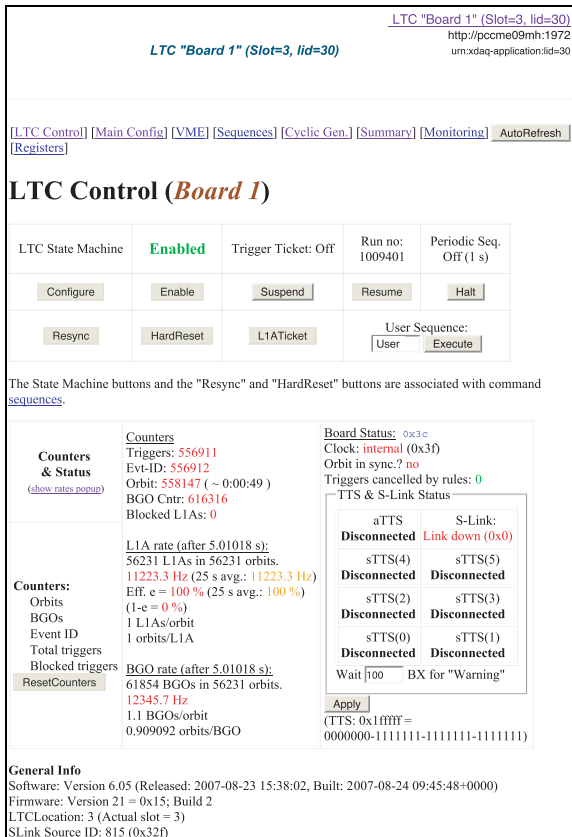 LTC "Board 1" (Slot=3, lid=30)
http://pccme09mh:1972
LTC "Board 1" (Slot=3, lid=30)
urn:xdaq-application:lid=30
[LTC Control] [Main Config] [VME] [Sequences] [Cyclic Gen.] [Summary] [Monitoring] AutoRefresh
[Registers]
LTC Control (Board 1)
LTC State Machine
Enabled
Trigger Ticket: Off
Run no:
1009401
Periodic Seq.
Off (1 s)
Configure
Enable
Suspend
Resume
Halt
Resync
HardReset
L1ATicket
User Sequence:
User Execute
The State Machine buttons and the "Resync" and "HardReset" buttons are associated with command
sequences.
Counters
& Status
(show rates popup)
Counters
Triggers: 556911
Evt-ID: 556912
Orbit: 558147 ( ~ 0:00:49 )
BGO Cntr: 616316
Blocked L1As: 0
Counters:
Orbits
BGOs
Event ID
Total triggers
Blocked triggers
ResetCounters
L1A rate (after 5.01018 s):
56231 L1As in 56231 orbits.
11223.3 Hz (25 s avg.: 11223.3 Hz)
Eff. e = 100 % (25 s avg.: 100 %)
(1-e = 0 %)
1 L1As/orbit
1 orbits/L1A
BGO rate (after 5.01018 s):
61854 BGOs in 56231 orbits.
12345.7 Hz
1.1 BGOs/orbit
0.909092 orbits/BGO
Board Status: 0x3c
Clock: internal (0x3f)
Orbit in sync.? no
Triggers cancelled by rules: 0
TTS & S-Link Status
aTTS
Disconnected
S-Link:
Link down (0x0)
sTTS(4)
Disconnected
sTTS(5)
Disconnected
sTTS(2)
Disconnected
sTTS(3)
Disconnected
sTTS(0)
Disconnected
sTTS(1)
Disconnected
Wait 100 BX for "Warning"
Apply
(TTS: 0x1fffff =
0000000-1111111-1111111-1111111)
General Info
Software: Version 6.05 (Released: 2007-08-23 15:38:02, Built: 2007-08-24 09:45:48+0000)
Firmware: Version 21 = 0x15; Build 2
LTCLocation: 3 (Actual slot = 3)
SLink Source ID: 815 (0x32f)